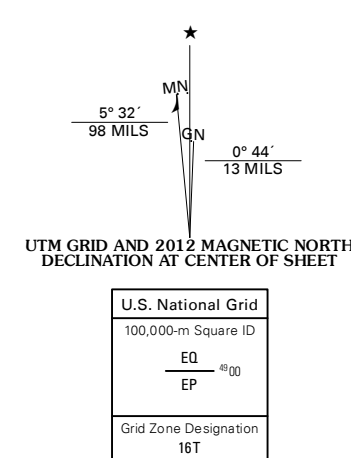 ★
MN
5° 32´
98 MILS
GN
0° 44´
13 MILS
UTM GRID AND 2012 MAGNETIC NORTH
DECLINATION AT CENTER OF SHEET
U.S. National Grid
100,000-m Square ID
EQ
4900
EP
Grid Zone Designation
16T